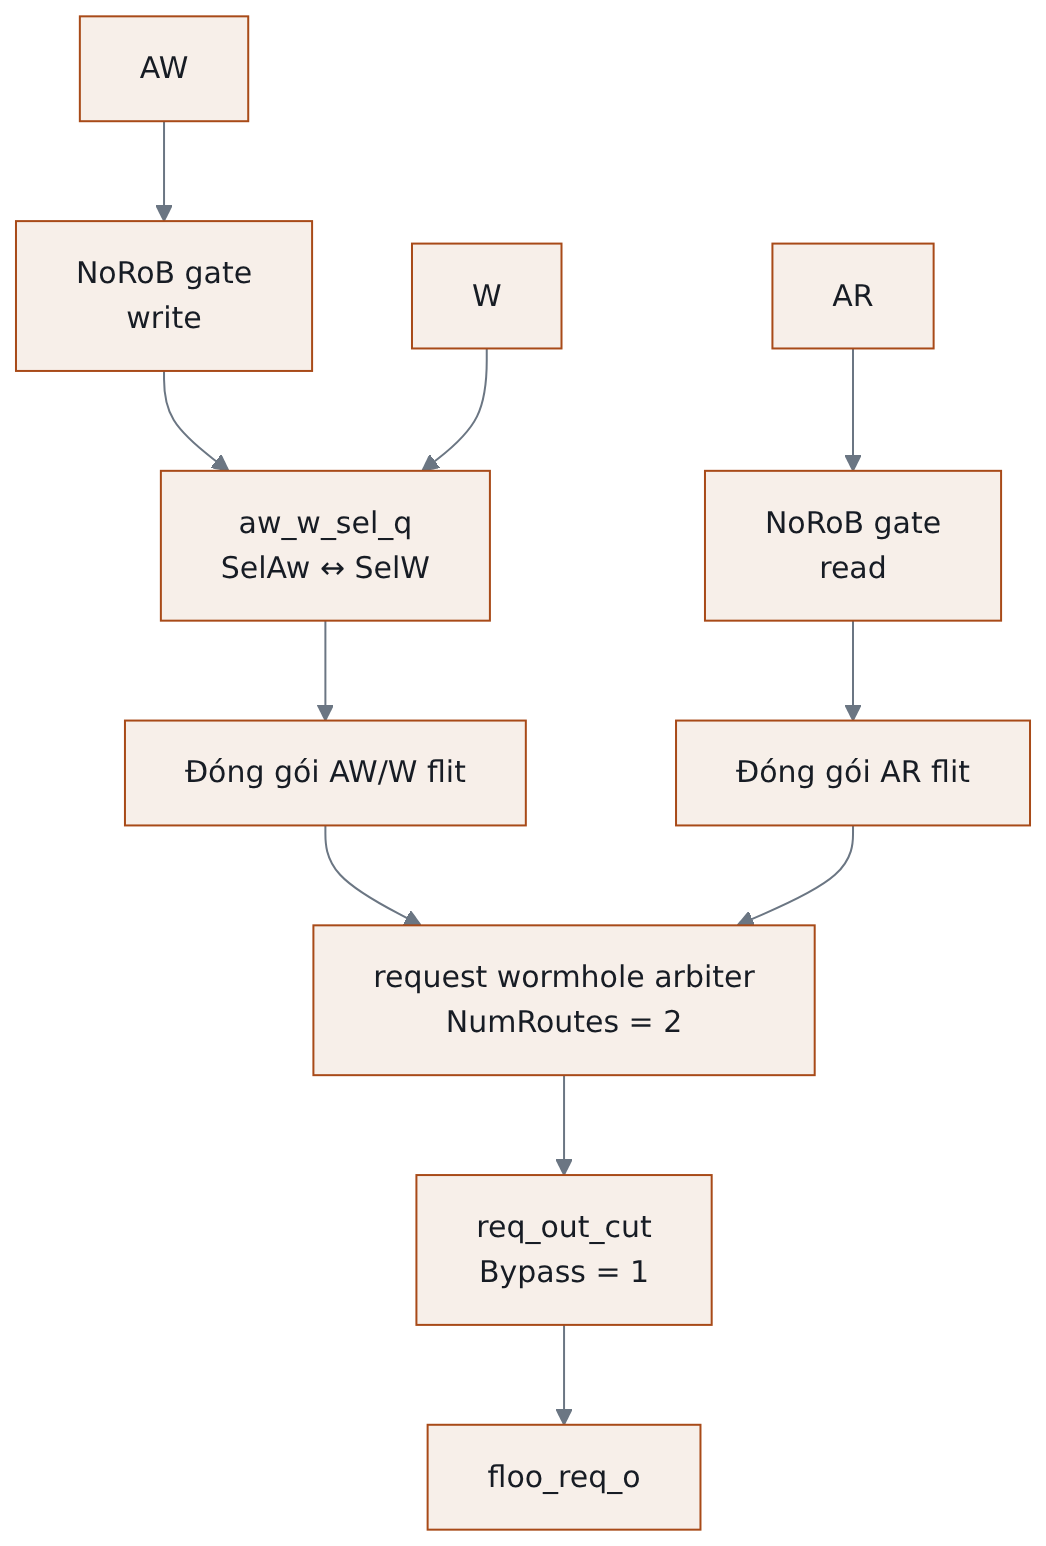 AW
NoRoB gate
write
W
AR
aw_w_sel_q
SelAw ↔ SelW
NoRoB gate
read
Đóng gói AW/W flit
Đóng gói AR flit
request wormhole arbiter
NumRoutes = 2
req_out_cut
Bypass = 1
floo_req_o